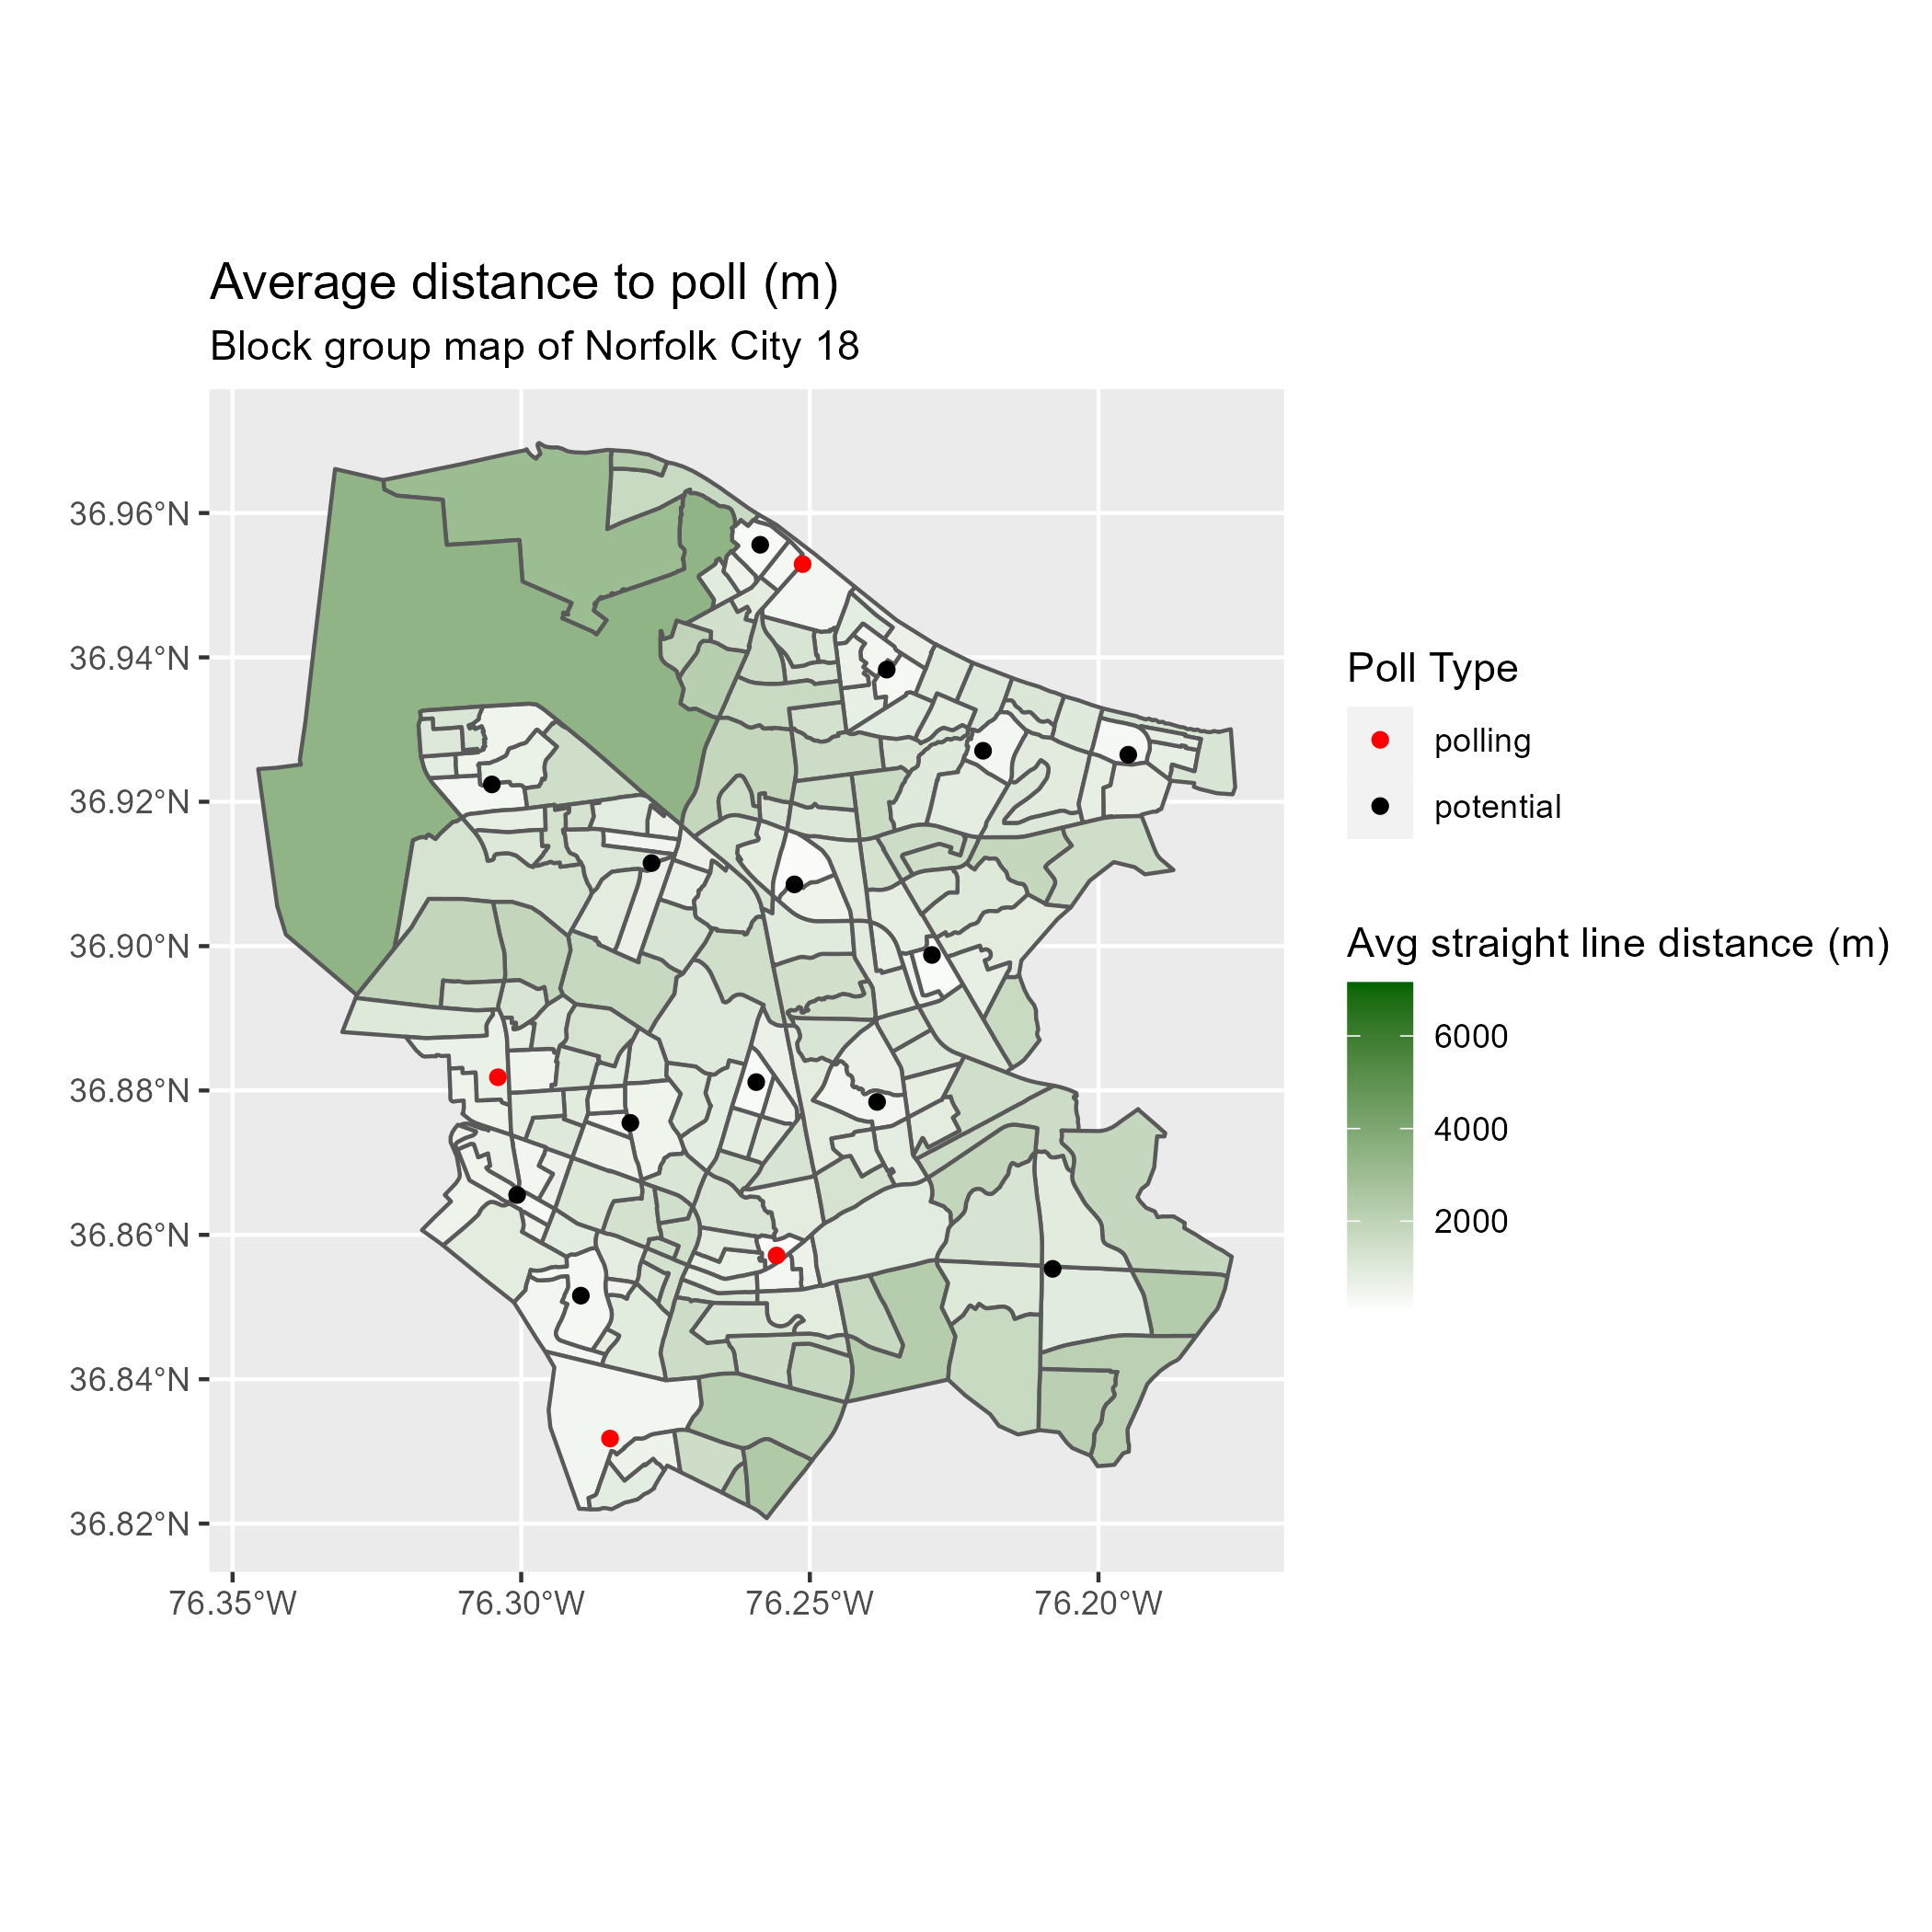 Average distance to poll (m)
Block group map of Norfolk City 18
36.96°N
36.94°N
36.92°N
36.90°N
36.88°N
36.86°N
36.84°N
36.82°N
76.35°W
76.30°W
76.25°W
76.20°W
Poll Type
polling
potential
Avg straight line distance (m)
6000
4000
2000